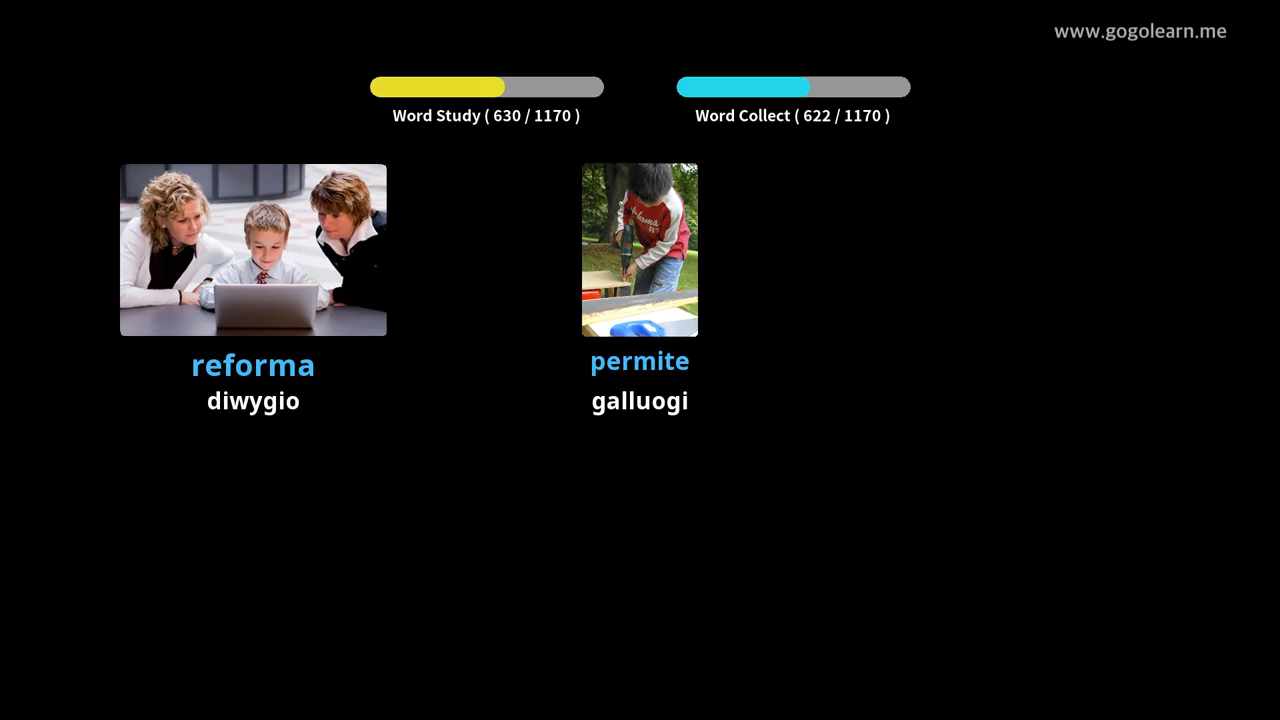 www.gogolearn.me
Word Study ( 630 / 1170 )
Word Collect ( 622 / 1170 )
reforma
diwygio
permite
galluogi